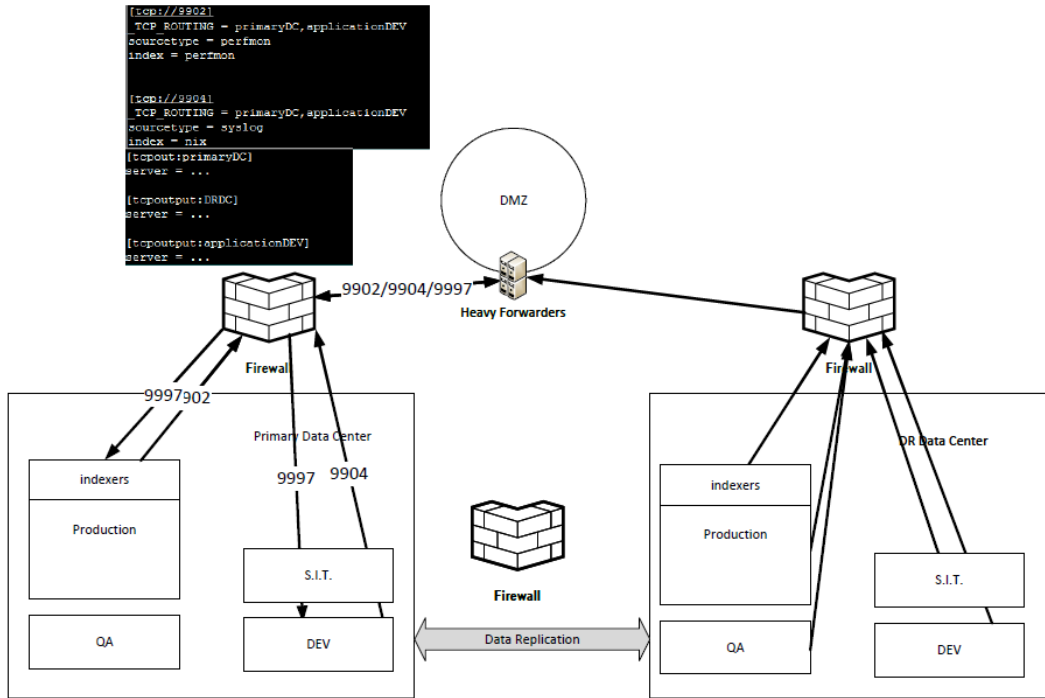 [tcp://9902]
_TCP_ROUTING = primaryDC,applicationDEV
sourcetype = perfmon
index = perfmon
[tcp://9904]
_TCP_ROUTING = primaryDC,applicationDEV
sourcetype = syslog
index = nix
[tcpout:primaryDC]
server = ...
[tcpoutput:DRDC]
server = ...
[tcpoutput:applicationDEV]
server = ...
DMZ
9902/9904/9997
Heavy Forwarders
Firewall
Firewall
9997
902
Primary Data Center
DR Data Center
indexers
9997
9904
indexers
Production
Production
Firewall
S.I.T.
S.I.T.
QA
DEV
Data Replication
QA
DEV